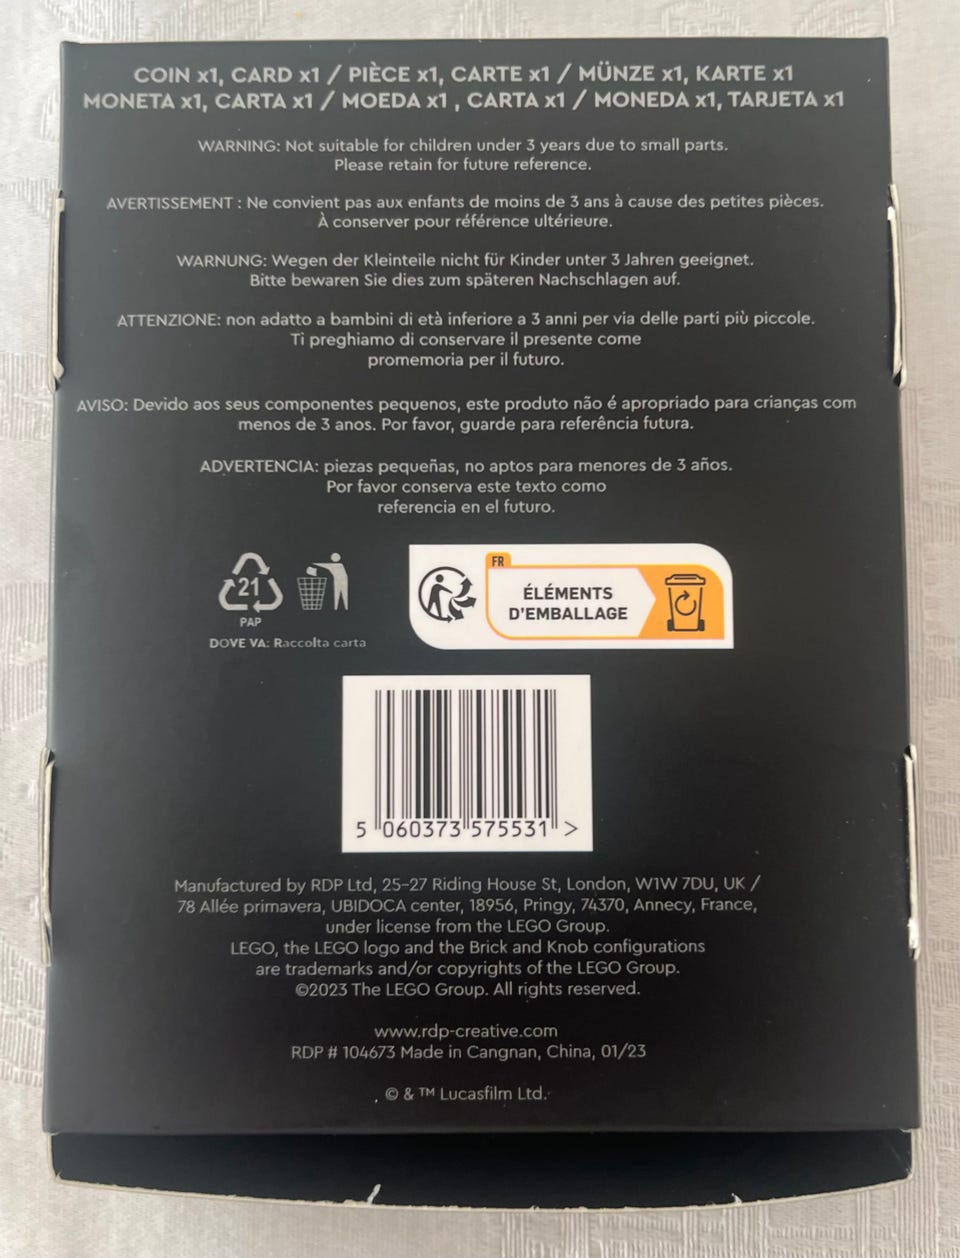 COIN x1, CARD x1 / PIÈCE x1, CARTE x1 / MÜNZE x1, KARTE x1
MONETA x1, CARTA x1 / MOEDA x1 , CARTA x1 / MONEDA x1, TARJETA x1
WARNING: Not suitable for children under 3 years due to small parts.
Please retain for future reference.
AVERTISSEMENT : Ne convient pas aux enfants de moins de 3 ans à cause des petites pièces.
À conserver pour référence ultérieure.
WARNUNG: Wegen der Kleinteile nicht für Kinder unter 3 Jahren geeignet.
Bitte bewaren Sie dies zum späteren Nachschlagen auf.
ATTENZIONE: non adatto a bambini di età inferiore a 3 anni per via delle parti più piccole.
Ti preghiamo di conservare il presente come
promemoria per il futuro.
AVISO: Devido aos seus componentes pequenos, este produto não é apropriado para crianças com
menos de 3 anos. Por favor, guarde para referência futura.
ADVERTENCIA: piezas pequeñas, no aptos para menores de 3 años.
Por favor conserva este texto como
referencia en el futuro.
21
PAP
DOVE VA: Raccolta carta
FR
ÉLÉMENTS
D'EMBALLAGE
5 060373 575531 >
Manufactured by RDP Ltd, 25-27 Riding House St, London, W1W 7DU, UK /
78 Allée primavera, UBIDOCA center, 18956, Pringy, 74370, Annecy, France,
under license from the LEGO Group.
LEGO, the LEGO logo and the Brick and Knob configurations
are trademarks and/or copyrights of the LEGO Group.
©2023 The LEGO Group. All rights reserved.
www.rdp-creative.com
RDP # 104673 Made in Cangnan, China, 01/23
© & ™ Lucasfilm Ltd.